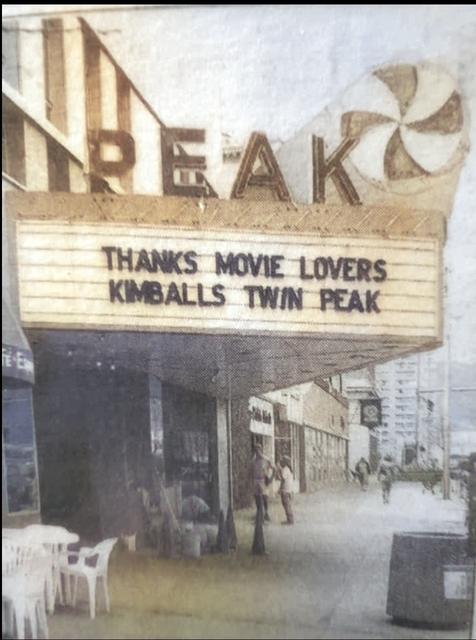 PEAK
THANKS MOVIE LOVERS
KIMBALLS TWIN PEAK